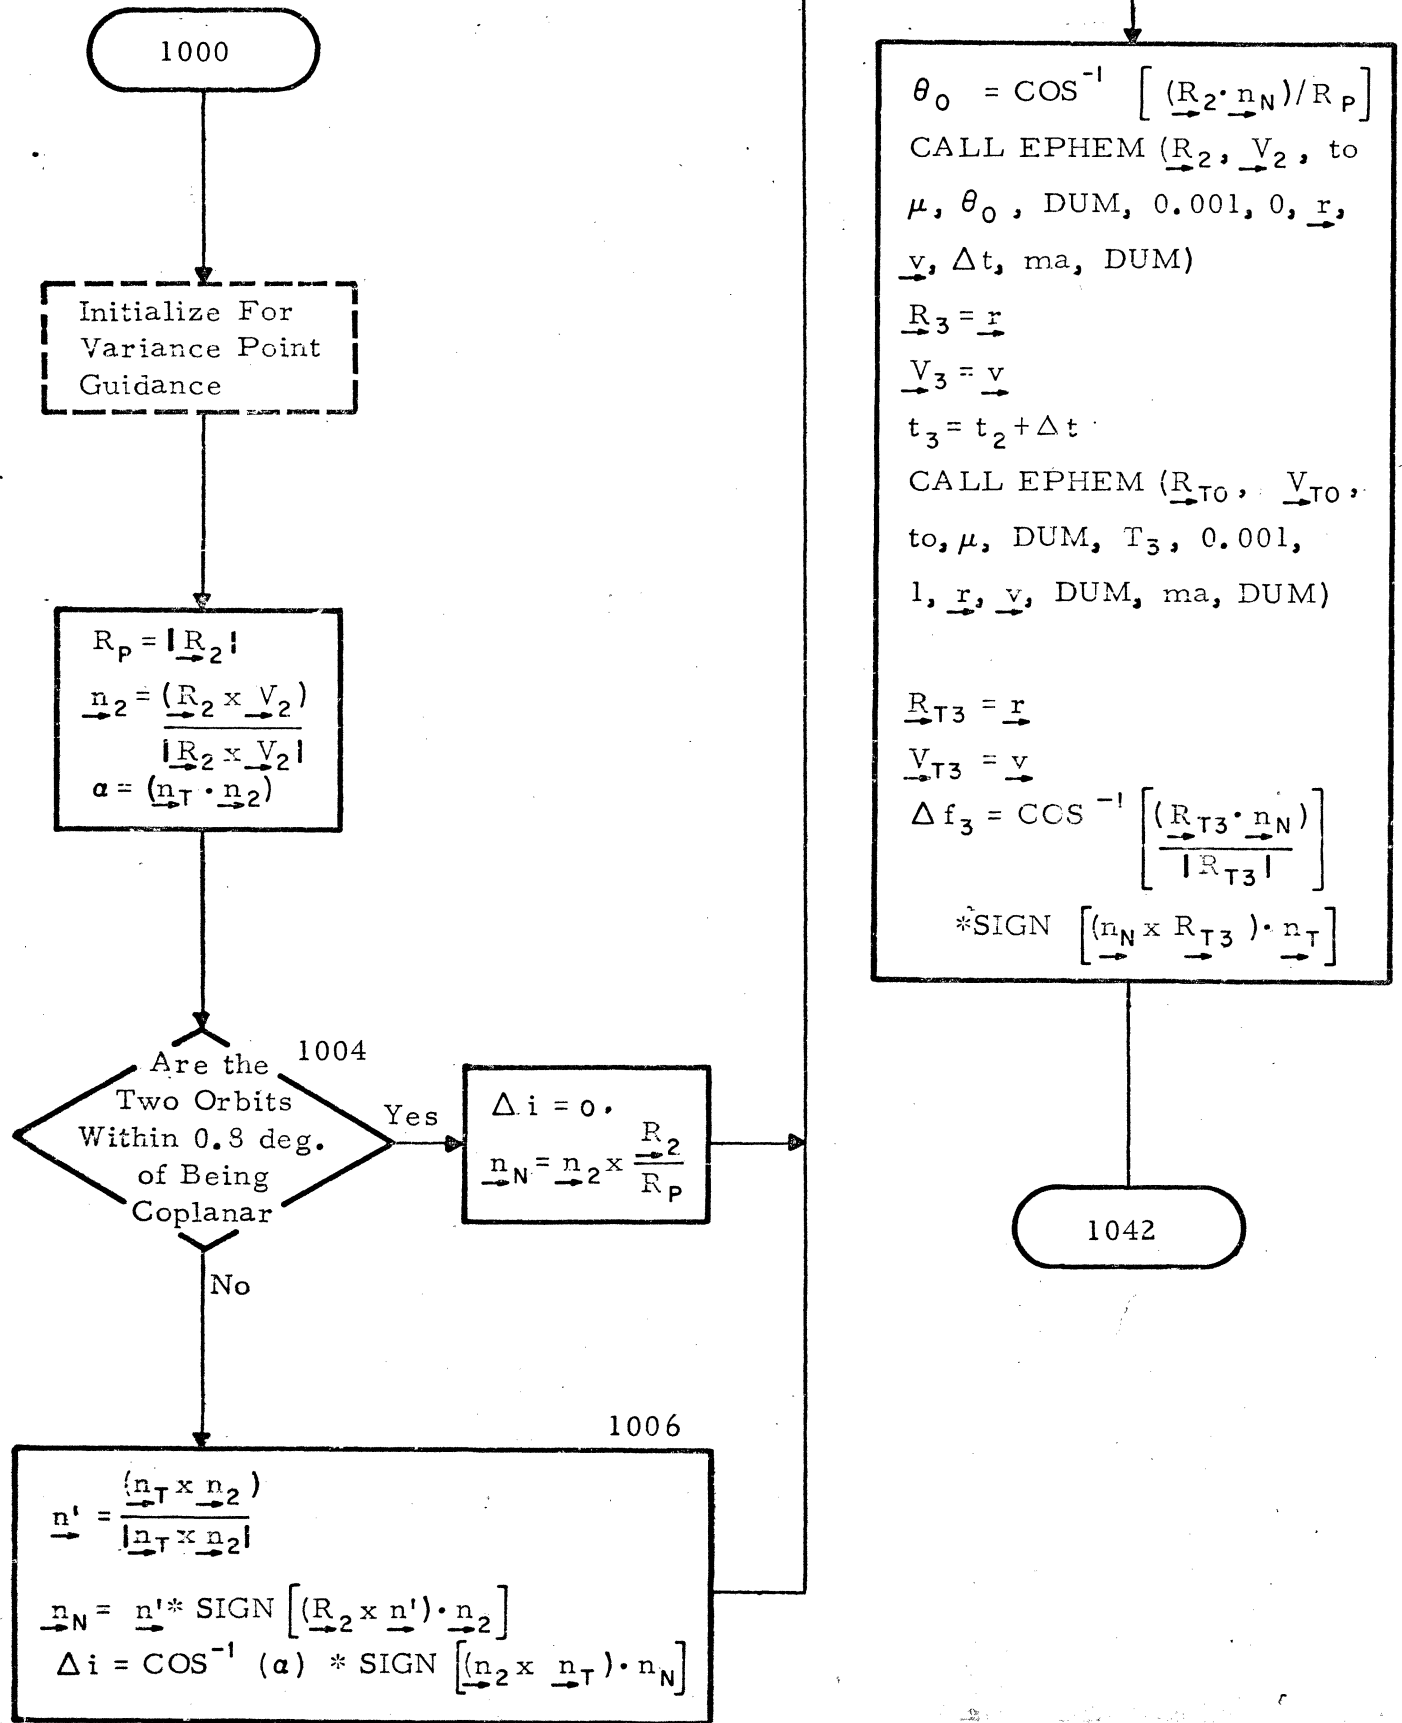 1000
Initialize For
Variance Point
Guidance
R_P = |R_2|
n_2 = (R_2 x V_2)
|R_2 x V_2|
α = (n_T · n_2)
1004
Are the
Two Orbits
Within 0.8 deg.
of Being
Coplanar
Yes
No
Δi = 0.
n_N = n_2 x R_2
R_P
1006
n' = (n_T x n_2)
|n_T x n_2|
n_N = n' * SIGN [(R_2 x n') · n_2]
Δi = COS^-1 (α) * SIGN [(n_2 x n_T) · n_N]
θ_0 = COS^-1 [(R_2 · n_N)/R_P]
CALL EPHEM (R_2, V_2, to
μ, θ_0, DUM, 0.001, 0, r,
v, Δt, ma, DUM)
R_3 = r
V_3 = v
t_3 = t_2 + Δt
CALL EPHEM (R_TO, V_TO,
to, μ, DUM, T_3, 0.001,
1, r, v, DUM, ma, DUM)
R_T3 = r
V_T3 = v
Δf_3 = COS^-1 [(R_T3 · n_N)
|R_T3|]
*SIGN [(n_N x R_T3) · n_T]
1042